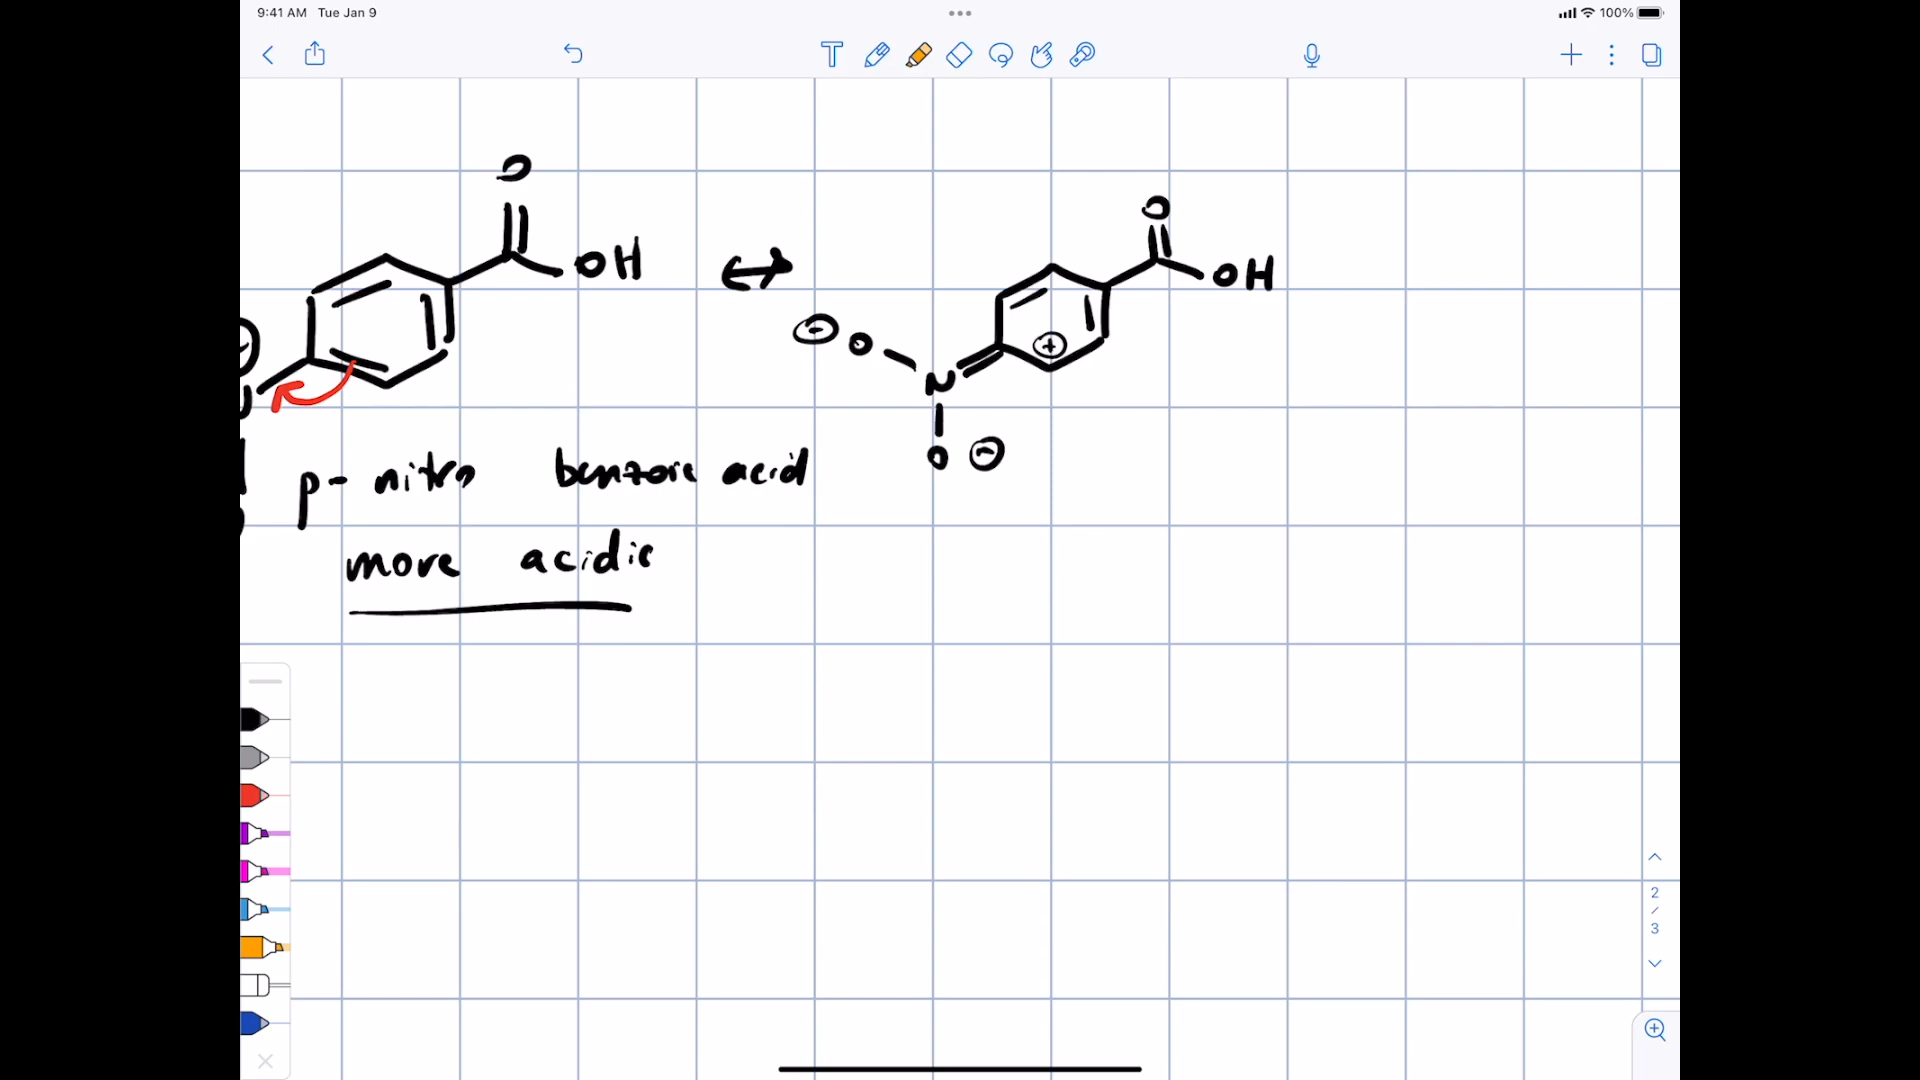 9:41 AM Tue Jan 9
100%
O
O
OH
OH
⊖ O
+
N
O ⊖
p- nitro benzoic acid
more acidic
2
/
3